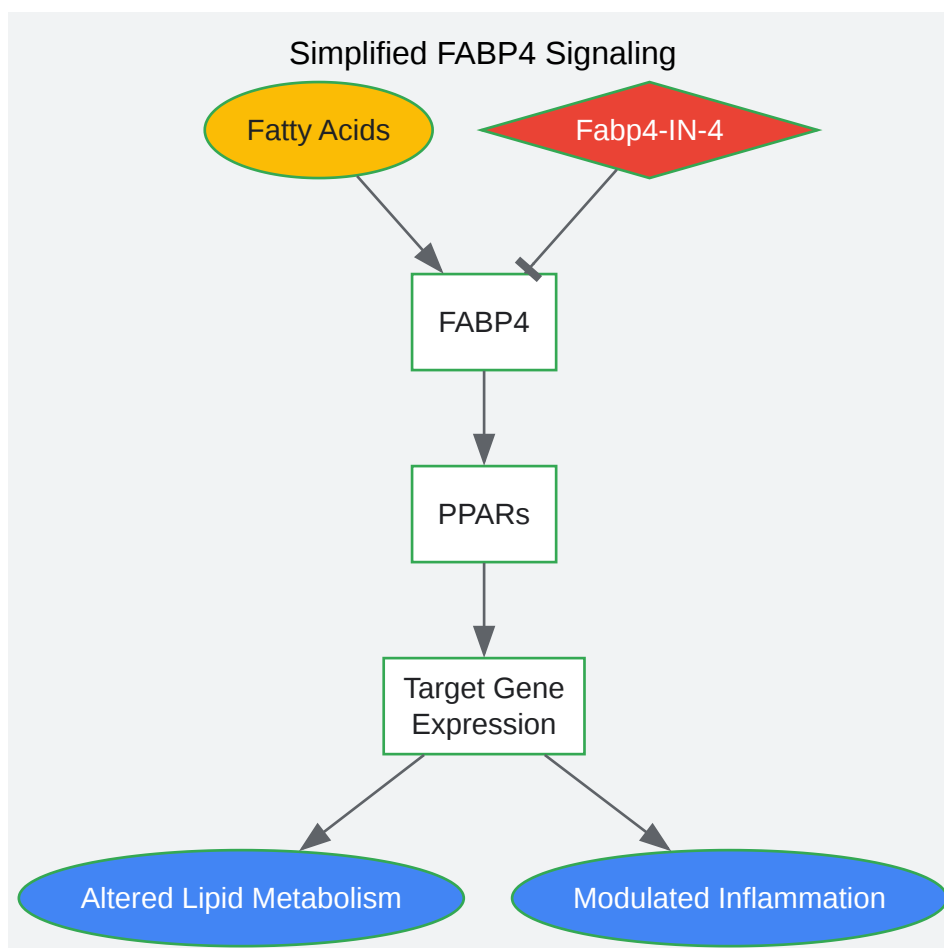 Simplified FABP4 Signaling
Fatty Acids
Fabp4-IN-4
FABP4
PPARs
Target Gene
Expression
Altered Lipid Metabolism
Modulated Inflammation